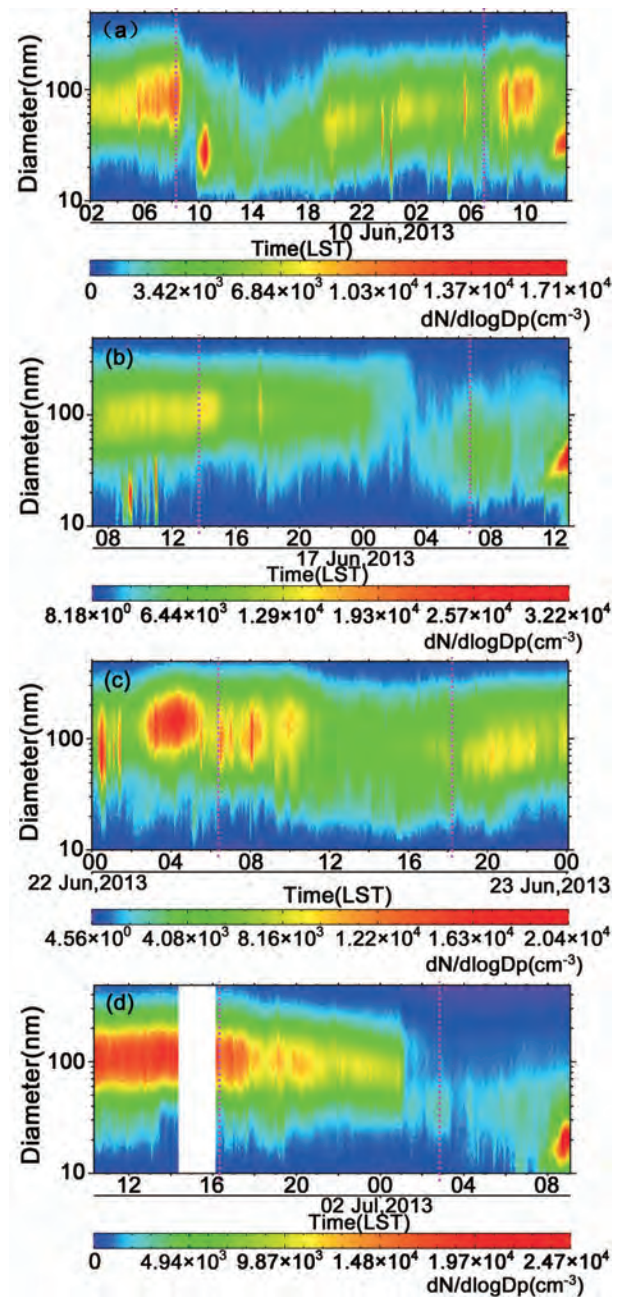 (a)
Diameter(nm)
100
10
02 06 10 14 18 22 02 06 10
10 Jun,2013
Time(LST)
0 3.42×10³ 6.84×10³ 1.03×10⁴ 1.37×10⁴ 1.71×10⁴
dN/dlogDp(cm⁻³)
(b)
Diameter(nm)
100
10
08 12 16 20 00 04 08 12
17 Jun,2013
Time(LST)
8.18×10⁰ 6.44×10³ 1.29×10⁴ 1.93×10⁴ 2.57×10⁴ 3.22×10⁴
dN/dlogDp(cm⁻³)
(c)
Diameter(nm)
100
10
00 04 08 12 16 20 00
22 Jun,2013 23 Jun,2013
Time(LST)
4.56×10⁰ 4.08×10³ 8.16×10³ 1.22×10⁴ 1.63×10⁴ 2.04×10⁴
dN/dlogDp(cm⁻³)
(d)
Diameter(nm)
100
10
12 16 20 00 04 08
02 Jul,2013
Time(LST)
0 4.94×10³ 9.87×10³ 1.48×10⁴ 1.97×10⁴ 2.47×10⁴
dN/dlogDp(cm⁻³)